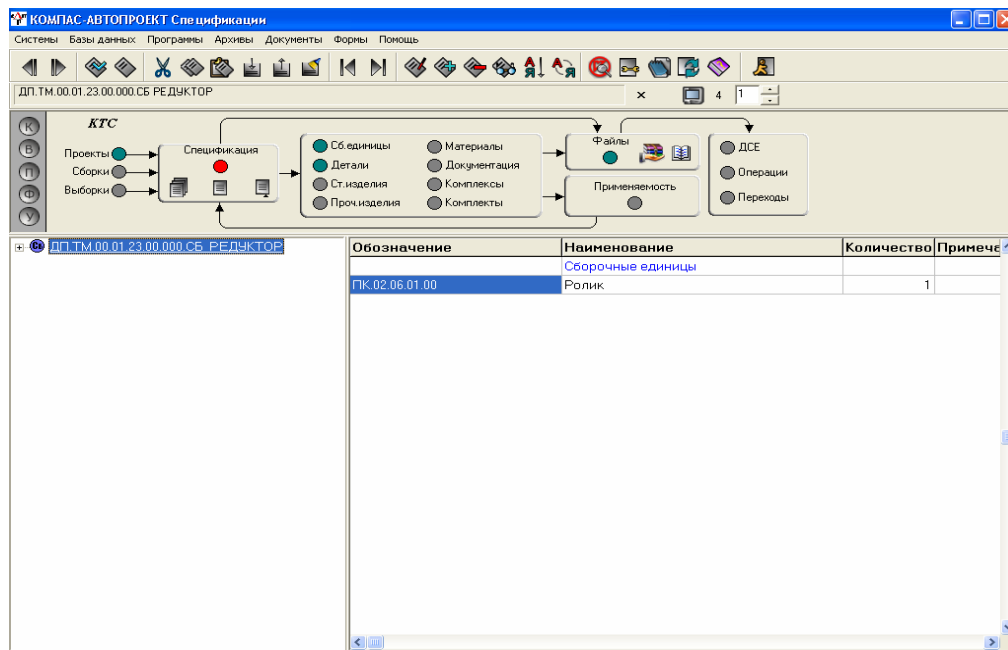 КОМПАС-АВТОПРОЕКТ Спецификации
Системы Базы данных Программы Архивы Документы Формы Помощь
ДП.ТМ.00.01.23.00.000.СБ РЕДУКТОР × 4 1
К КТС
В Проекты Спецификация Сб.единицы Материалы Файлы ДСЕ
П Сборки Детали Документация Операции
Ф Выборки Ст.изделия Комплексы Применяемость Переходы
У Проч.изделия Комплекты
Св ДП.ТМ.00.01.23.00.000.СБ РЕДУКТОР Обозначение Наименование Количество Примеча
Сборочные единицы
ПК.02.06.01.00 Ролик 1